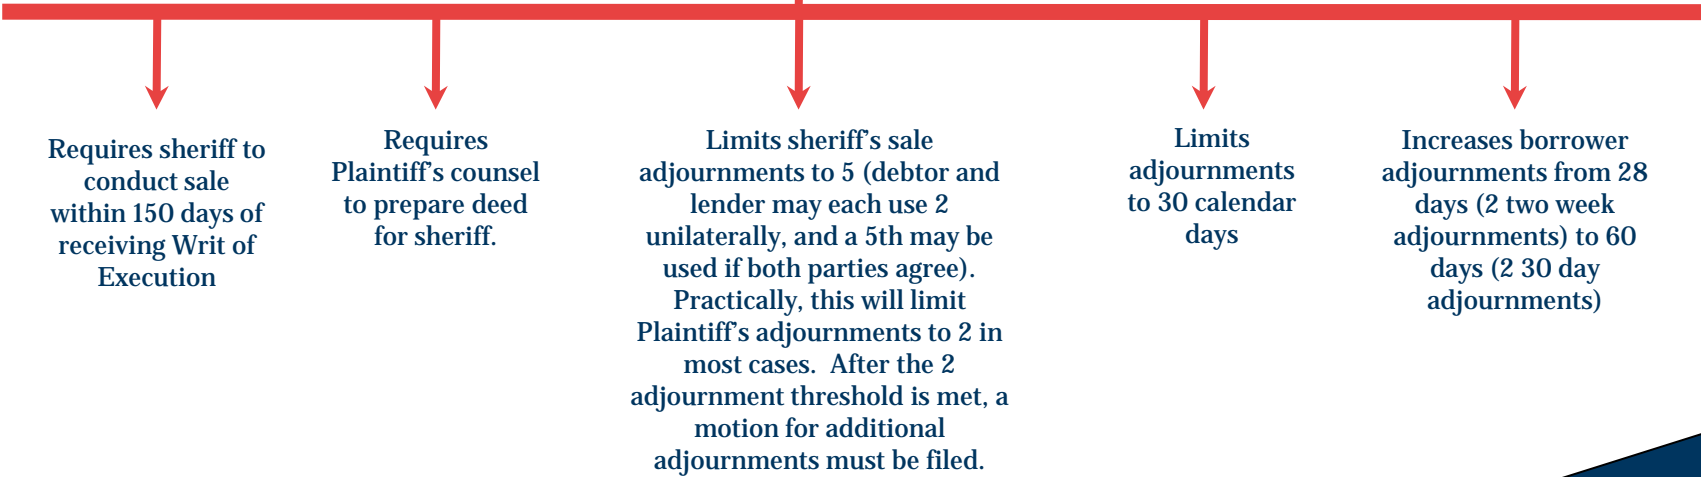 Requires sheriff to
conduct sale
within 150 days of
receiving Writ of
Execution
Requires
Plaintiff's counsel
to prepare deed
for sheriff.
Limits sheriff's sale
adjournments to 5 (debtor and
lender may each use 2
unilaterally, and a 5th may be
used if both parties agree).
Practically, this will limit
Plaintiff's adjournments to 2 in
most cases.  After the 2
adjournment threshold is met, a
motion for additional
adjournments must be filed.
Limits
adjournments
to 30 calendar
days
Increases borrower
adjournments from 28
days (2 two week
adjournments) to 60
days (2 30 day
adjournments)